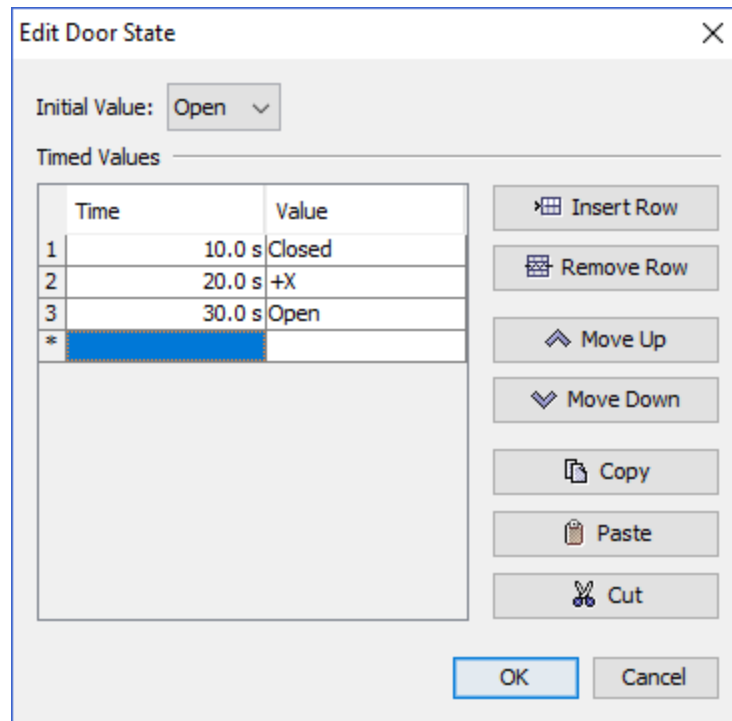 Edit Door State
Initial Value: Open
Timed Values
Time Value
1 10.0 s Closed
2 20.0 s +X
3 30.0 s Open
*
Insert Row
Remove Row
Move Up
Move Down
Copy
Paste
Cut
OK Cancel